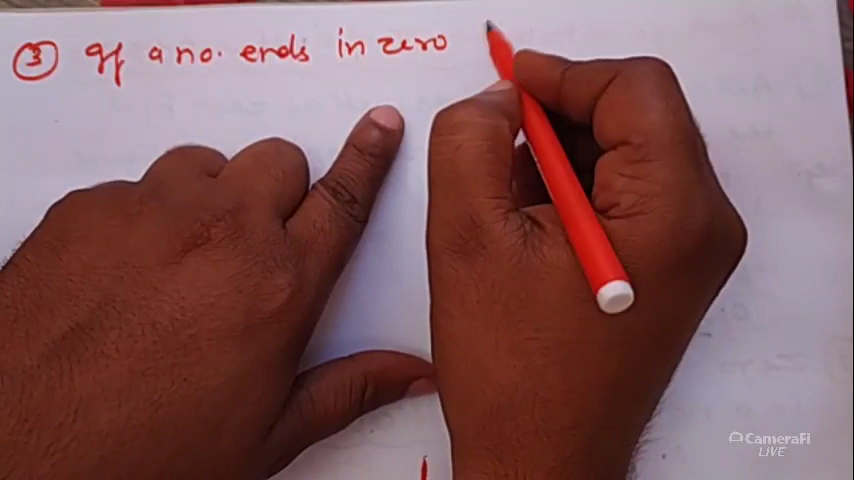 ③ If a no. ends in zero
CameraFi
LIVE